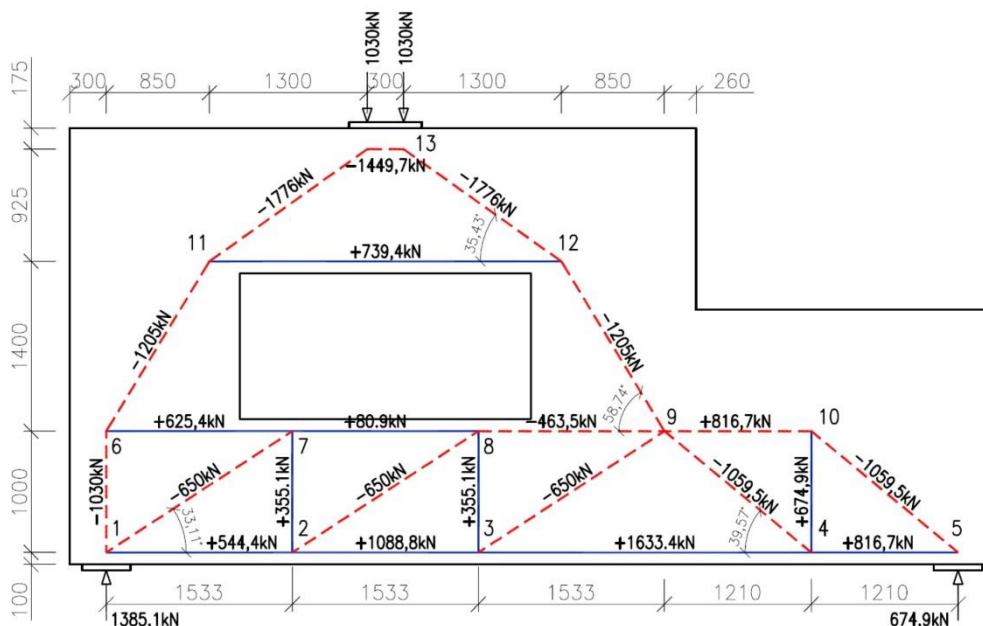 1030kN
1030kN
175
300
850
1300
300
1300
850
260
13
-1449,7kN
-1776kN
-1776kN
925
35,43°
11
12
+739,4kN
-1205kN
-1205kN
1400
58,74°
+625,4kN
+80.9kN
-463,5kN
9
+816,7kN
10
6
7
8
-1030kN
-650kN
+355.1kN
-650kN
+355.1kN
-650kN
-1059,5kN
+674,9kN
-1059,5kN
1000
33,11°
39,57°
1
+544,4kN
2
+1088,8kN
3
+1633.4kN
4
+816,7kN
5
100
1533
1533
1533
1210
1210
1385.1kN
674.9kN